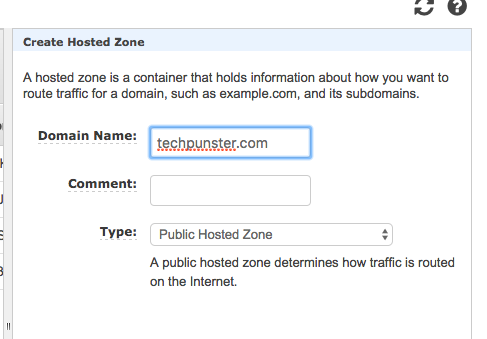 Create Hosted Zone
A hosted zone is a container that holds information about how you want to
route traffic for a domain, such as example.com, and its subdomains.
Domain Name: techpunster.com
Comment:
Type: Public Hosted Zone
A public hosted zone determines how traffic is routed
on the Internet.